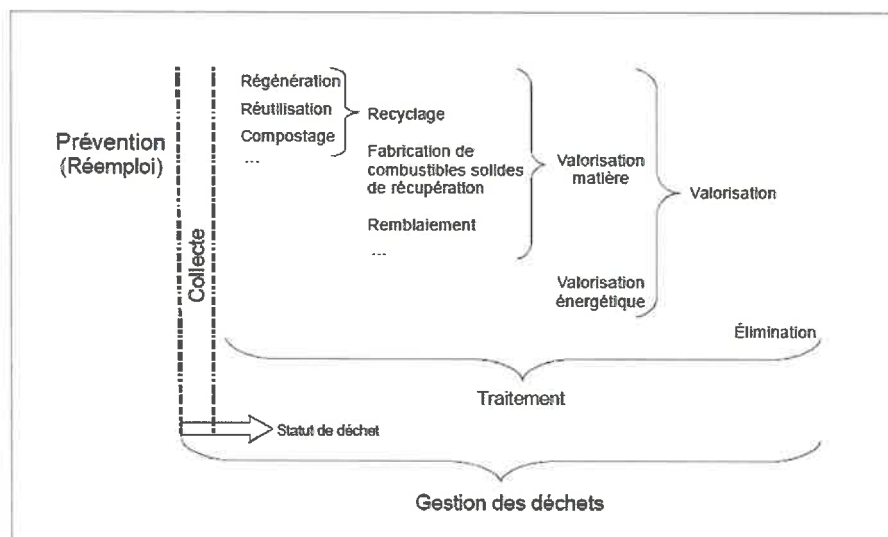 Prévention
(Réemploi)
Collecte
Régénération
Réutilisation
Compostage
...
Recyclage
Fabrication de
combustibles solides
de récupération
Remblaiement
...
Valorisation
matière
Valorisation
énergétique
Valorisation
Élimination
Traitement
Statut de déchet
Gestion des déchets